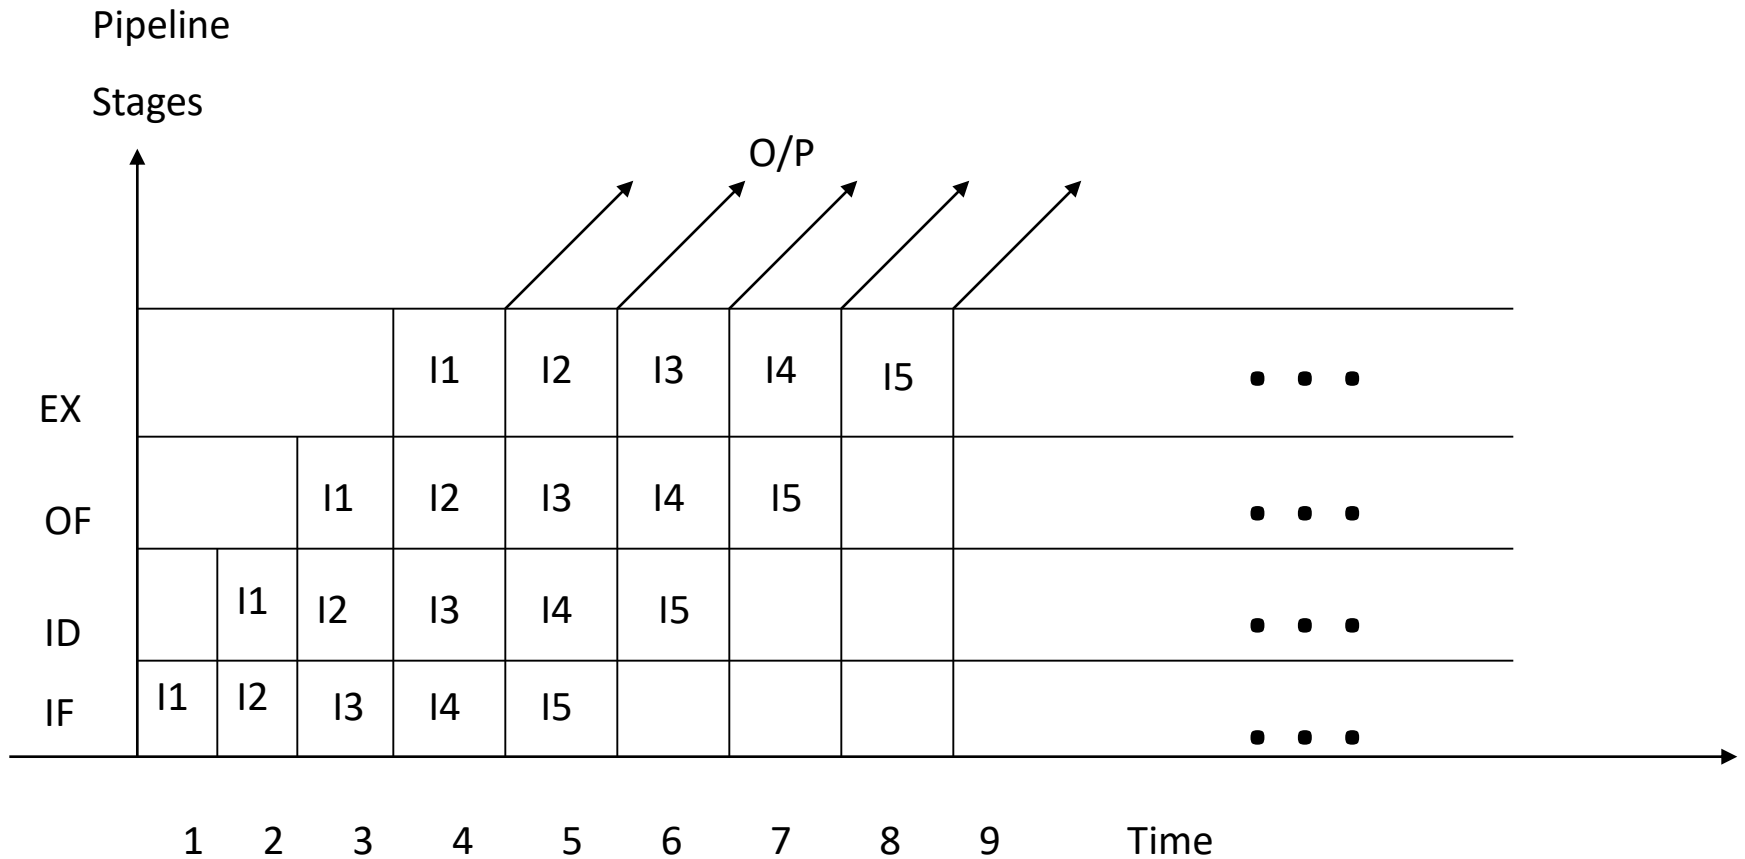 Pipeline
Stages
O/P
EX I1 I2 I3 I4 I5
OF I1 I2 I3 I4 I5
ID I1 I2 I3 I4 I5
IF I1 I2 I3 I4 I5
1 2 3 4 5 6 7 8 9 Time